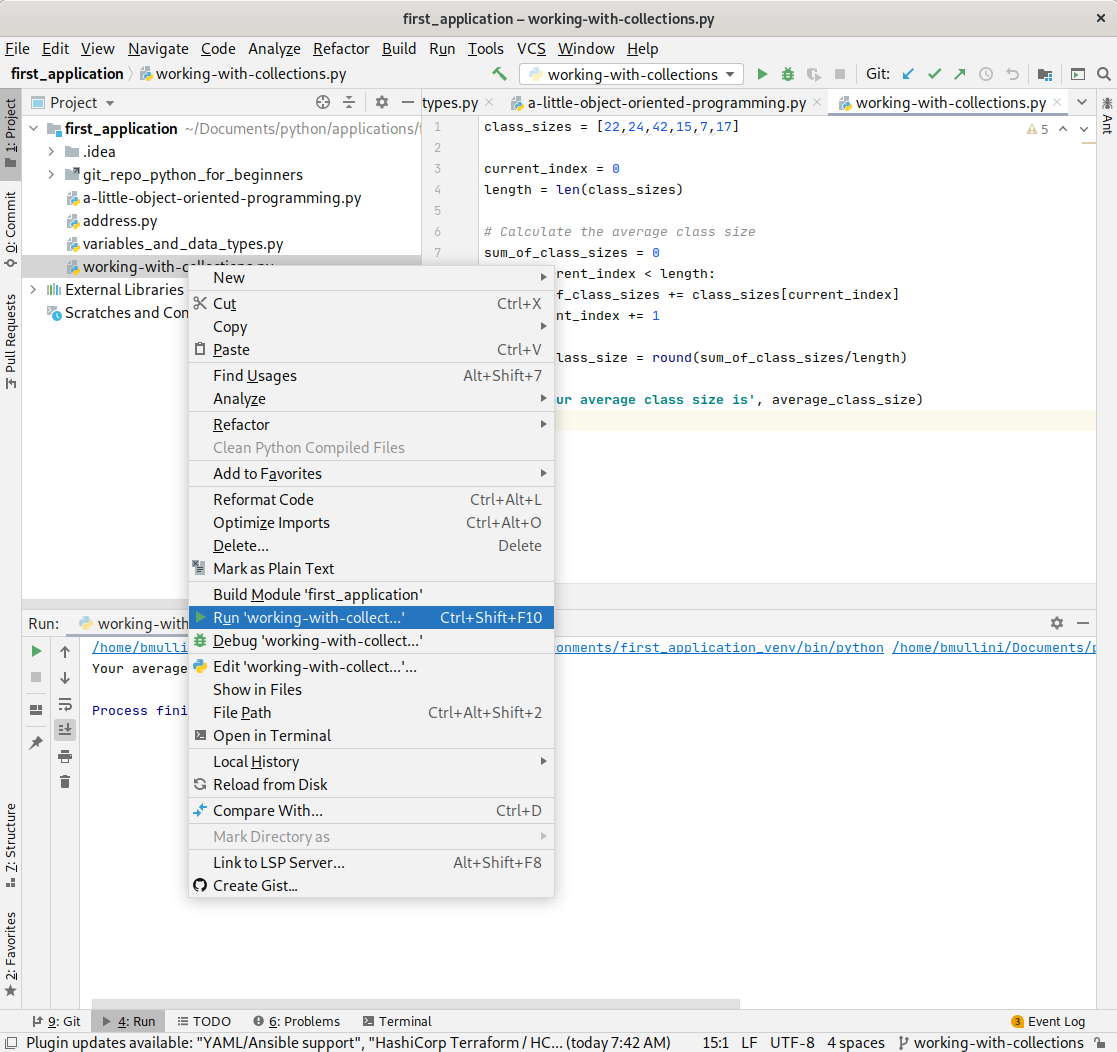 first_application – working-with-collections.py
File Edit View Navigate Code Analyze Refactor Build Run Tools VCS Window Help
first_application working-with-collections.py working-with-collections Git:
1: Project
0: Commit
Pull Requests
Project
first_application ~/Documents/python/applications/
.idea
git_repo_python_for_beginners
a-little-object-oriented-programming.py
address.py
variables_and_data_types.py
working-with-collections.py
External Libraries
Scratches and Con
types.py a-little-object-oriented-programming.py working-with-collections.py
Ant
5
1 class_sizes = [22,24,42,15,7,17]
2
3 current_index = 0
4 length = len(class_sizes)
5
6 # Calculate the average class size
7 sum_of_class_sizes = 0
rent_index < length:
f_class_sizes += class_sizes[current_index]
nt_index += 1
lass_size = round(sum_of_class_sizes/length)
ur average class size is', average_class_size)
New
Cut Ctrl+X
Copy
Paste Ctrl+V
Find Usages Alt+Shift+7
Analyze
Refactor
Clean Python Compiled Files
Add to Favorites
Reformat Code Ctrl+Alt+L
Optimize Imports Ctrl+Alt+O
Delete... Delete
Mark as Plain Text
Build Module 'first_application'
Run 'working-with-collect...' Ctrl+Shift+F10
Debug 'working-with-collect...'
Edit 'working-with-collect...'...
Show in Files
File Path Ctrl+Alt+Shift+2
Open in Terminal
Local History
Reload from Disk
Compare With... Ctrl+D
Mark Directory as
Link to LSP Server... Alt+Shift+F8
Create Gist...
Run: working-with
/home/bmullini onments/first_application_venv/bin/python /home/bmullini/Documents/p
Your average
Process fini
Z: Structure
2: Favorites
9: Git 4: Run TODO 6: Problems Terminal 3 Event Log
Plugin updates available: "YAML/Ansible support", "HashiCorp Terraform / HC... (today 7:42 AM) 15:1 LF UTF-8 4 spaces working-with-collections